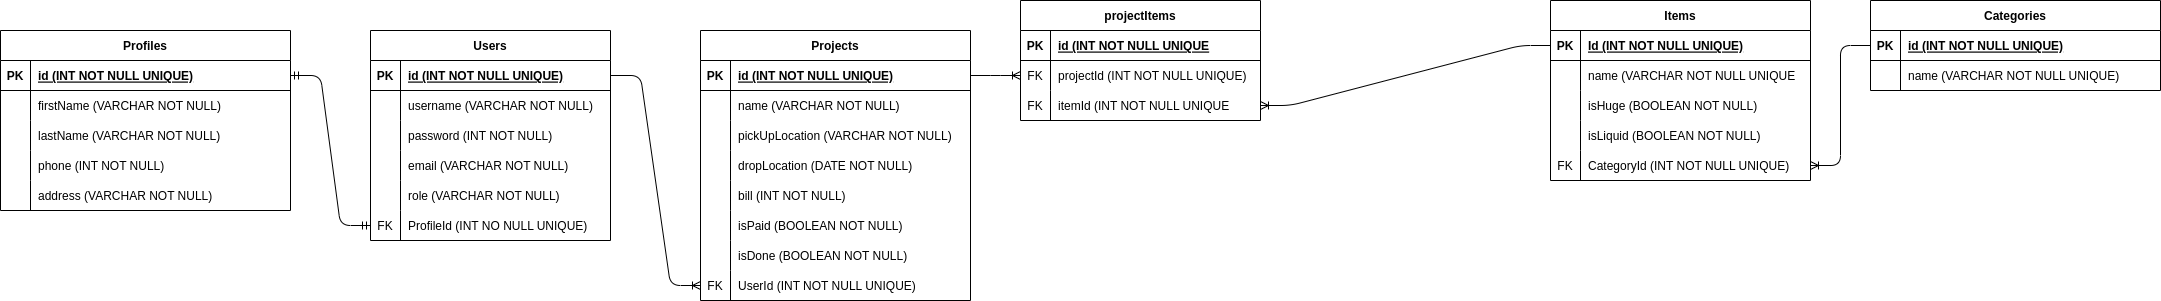 Profiles
PK id (INT NOT NULL UNIQUE)
firstName (VARCHAR NOT NULL)
lastName (VARCHAR NOT NULL)
phone (INT NOT NULL)
address (VARCHAR NOT NULL)
Users
PK id (INT NOT NULL UNIQUE)
username (VARCHAR NOT NULL)
password (INT NOT NULL)
email (VARCHAR NOT NULL)
role (VARCHAR NOT NULL)
FK ProfileId (INT NO NULL UNIQUE)
Projects
PK id (INT NOT NULL UNIQUE)
name (VARCHAR NOT NULL)
pickUpLocation (VARCHAR NOT NULL)
dropLocation (DATE NOT NULL)
bill (INT NOT NULL)
isPaid (BOOLEAN NOT NULL)
isDone (BOOLEAN NOT NULL)
FK UserId (INT NOT NULL UNIQUE)
projectItems
PK id (INT NOT NULL UNIQUE
FK projectId (INT NOT NULL UNIQUE)
FK itemId (INT NOT NULL UNIQUE
Items
PK Id (INT NOT NULL UNIQUE)
name (VARCHAR NOT NULL UNIQUE
isHuge (BOOLEAN NOT NULL)
isLiquid (BOOLEAN NOT NULL)
FK CategoryId (INT NOT NULL UNIQUE)
Categories
PK id (INT NOT NULL UNIQUE)
name (VARCHAR NOT NULL UNIQUE)